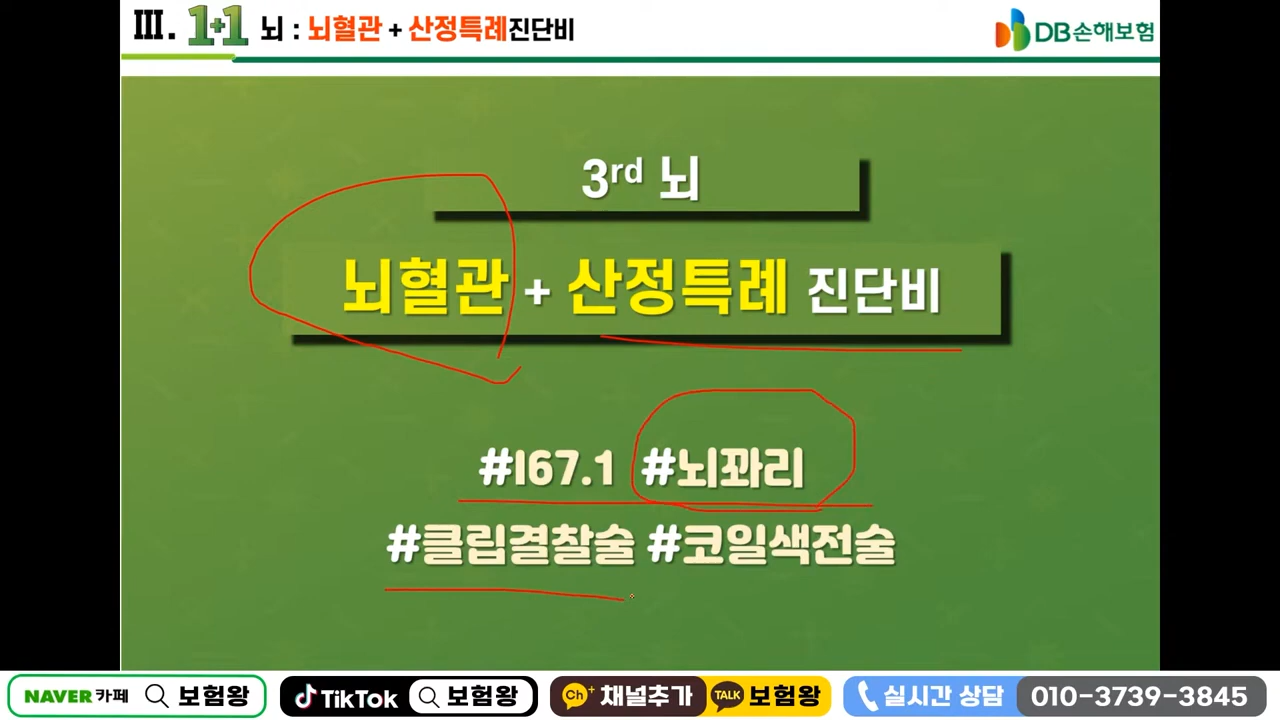 III. 1+1 뇌 : 뇌혈관 + 산정특례진단비
DB손해보험
3rd 뇌
뇌혈관 + 산정특례 진단비
#I67.1 #뇌꽈리
#클립결찰술 #코일색전술
NAVER 카페 보험왕
TikTok 보험왕
Ch+ 채널추가 TALK 보험왕
실시간 상담 010-3739-3845